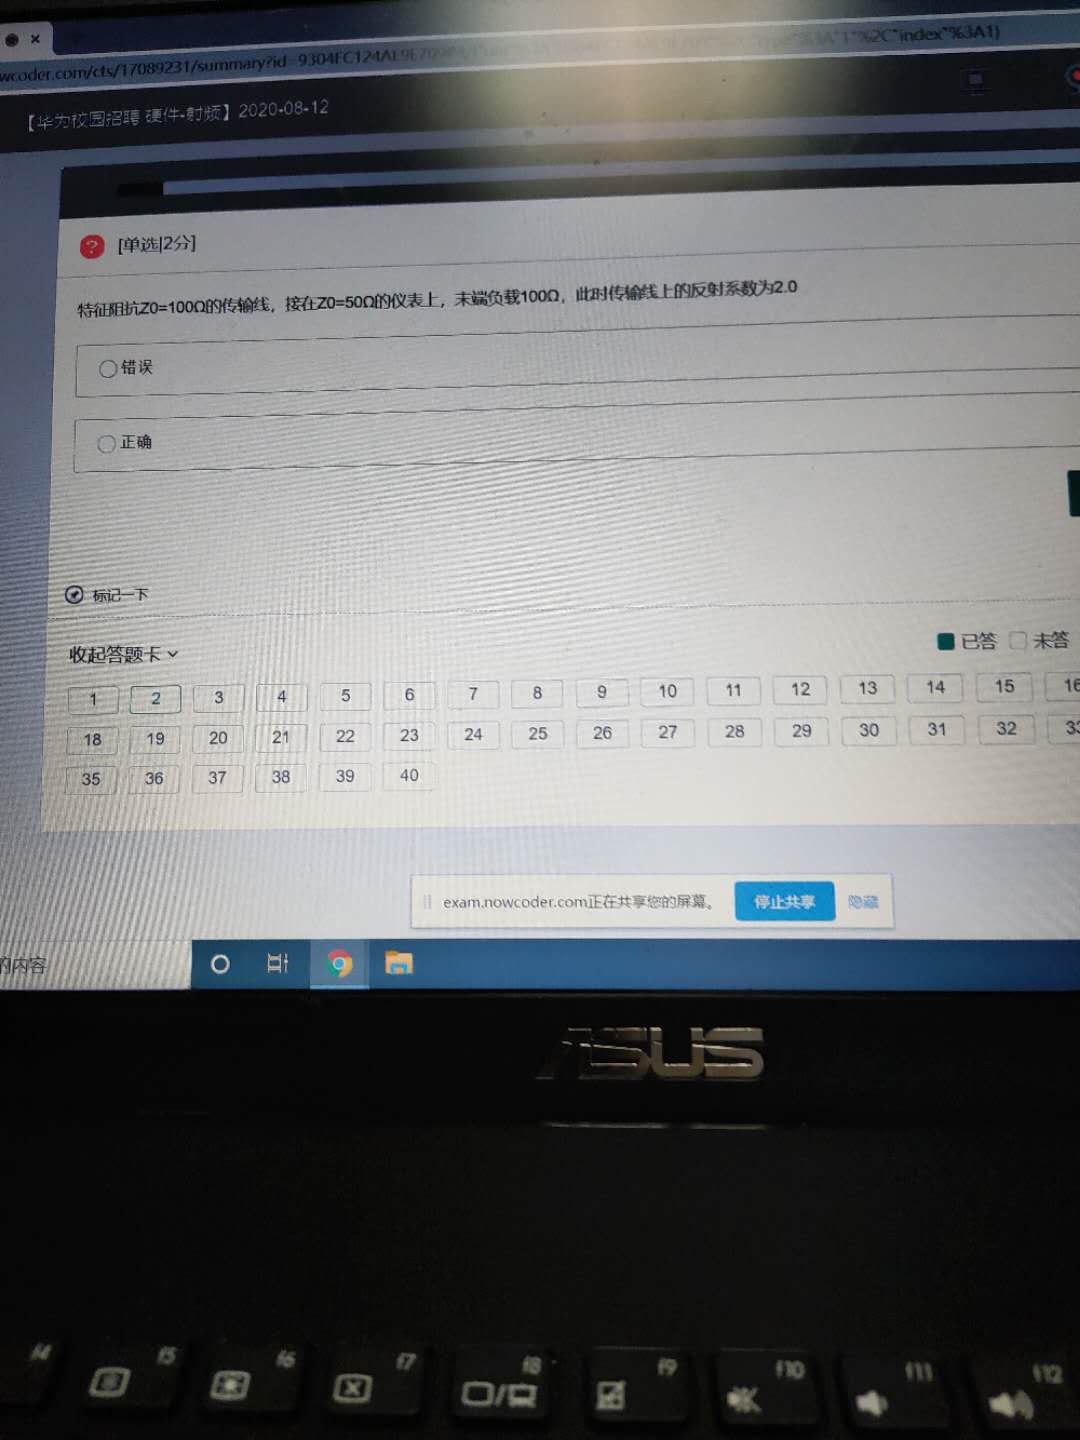 wcoder.com/cts/17089231/summary?id=9304FC124AL9E
%2C"index"%3A1)
【华为校园招聘 硬件-射频】2020-08-12
? [单选|2分]
特征阻抗Z0=100Ω的传输线，接在Z0=50Ω的仪表上，末端负载100Ω，此时传输线上的反射系数为2.0
错误
正确
标记一下
收起答题卡
已答 未答
1 2 3 4 5 6 7 8 9 10 11 12 13 14 15 16
18 19 20 21 22 23 24 25 26 27 28 29 30 31 32 33
35 36 37 38 39 40
exam.nowcoder.com正在共享您的屏幕。 停止共享 隐藏
的内容
ASUS
f4 f5 f6 f7 f8 f9 f10 f11 f12